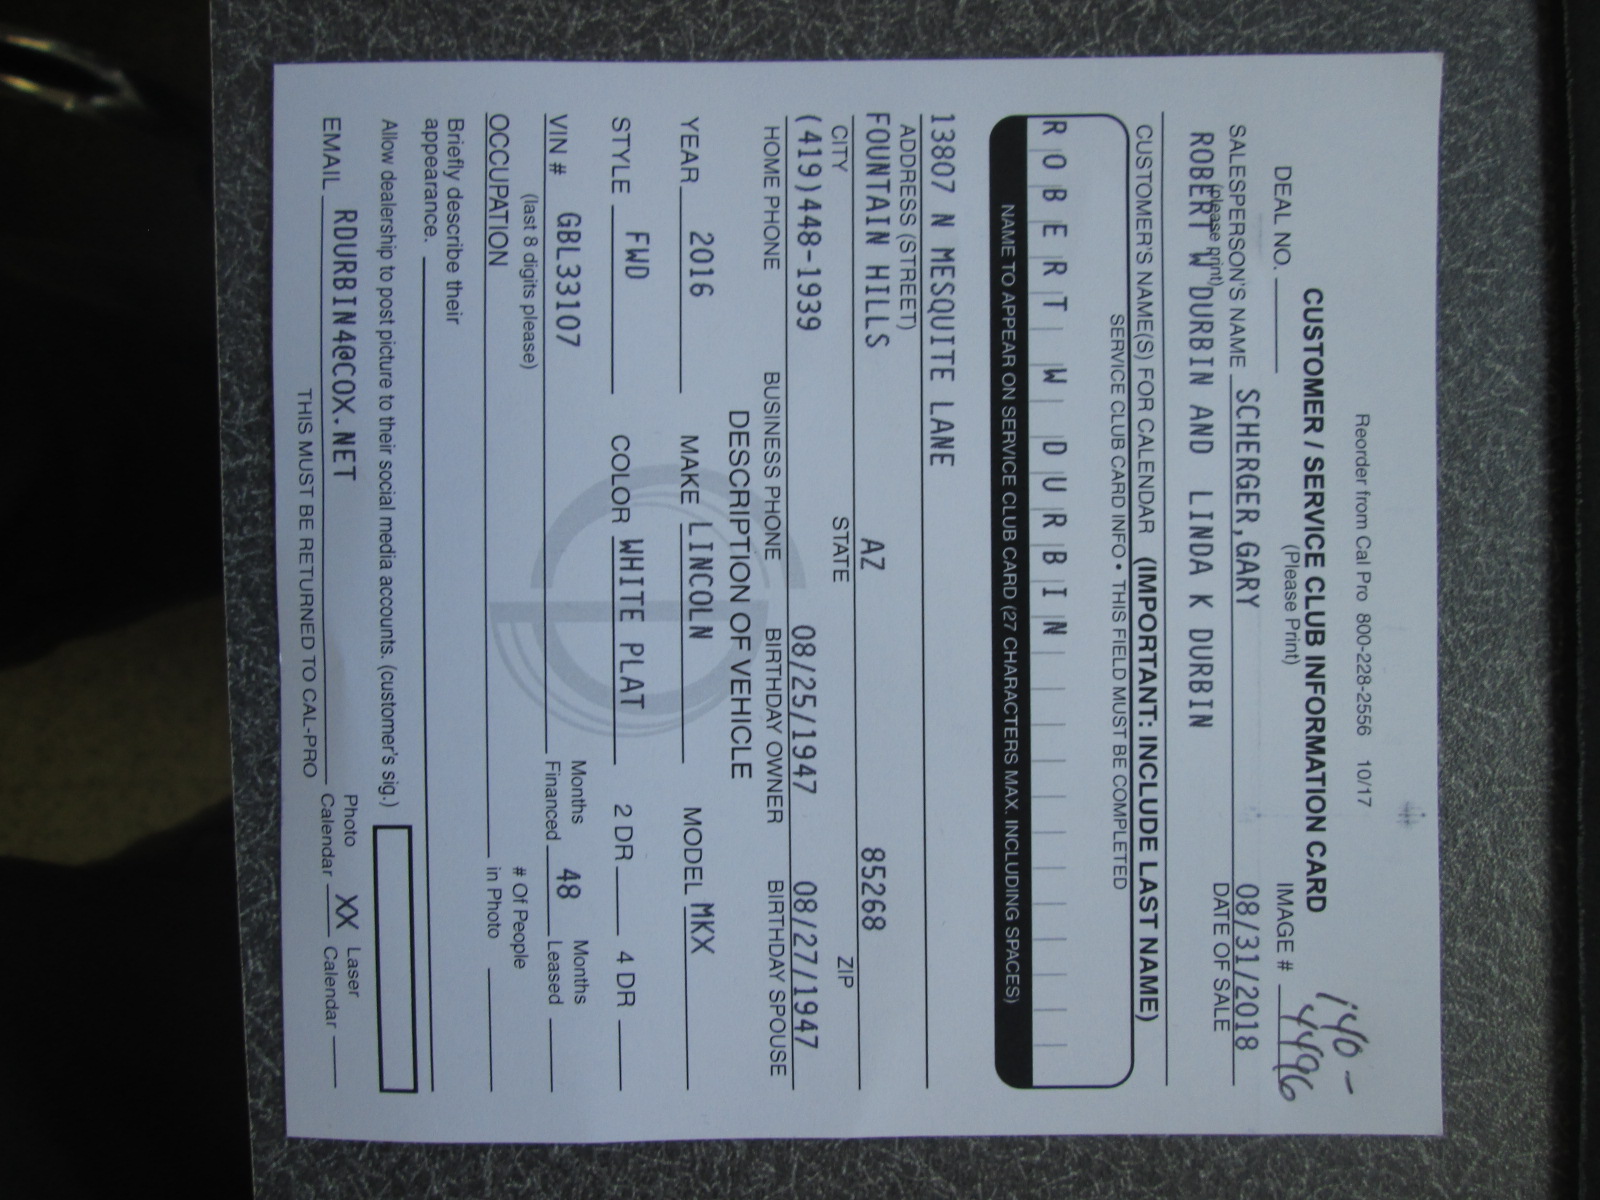 Reorder from Cal Pro 800-228-2556 10/17
CUSTOMER / SERVICE CLUB INFORMATION CARD
(Please Print)
140-
DEAL NO. IMAGE # 4496
SALESPERSON'S NAME SCHERGER,GARY 08/31/2018
(please print) DATE OF SALE
ROBERT W DURBIN AND LINDA K DURBIN
CUSTOMER'S NAME(S) FOR CALENDAR (IMPORTANT: INCLUDE LAST NAME)
SERVICE CLUB CARD INFO • THIS FIELD MUST BE COMPLETED
ROBERT W DURBIN
NAME TO APPEAR ON SERVICE CLUB CARD (27 CHARACTERS MAX. INCLUDING SPACES)
13807 N MESQUITE LANE
ADDRESS (STREET)
FOUNTAIN HILLS AZ 85268
CITY STATE ZIP
(419)448-1939 08/25/1947 08/27/1947
HOME PHONE BUSINESS PHONE BIRTHDAY OWNER BIRTHDAY SPOUSE
DESCRIPTION OF VEHICLE
YEAR 2016 MAKE LINCOLN MODEL MKX
STYLE FWD COLOR WHITE PLAT 2 DR 4 DR
VIN # GBL33107 Months Financed 48 Months Leased
(last 8 digits please)
OCCUPATION # Of People in Photo
Briefly describe their
appearance.
Allow dealership to post picture to their social media accounts. (customer's sig.)
EMAIL RDURBIN4@COX.NET Photo Calendar XX Laser Calendar
THIS MUST BE RETURNED TO CAL-PRO